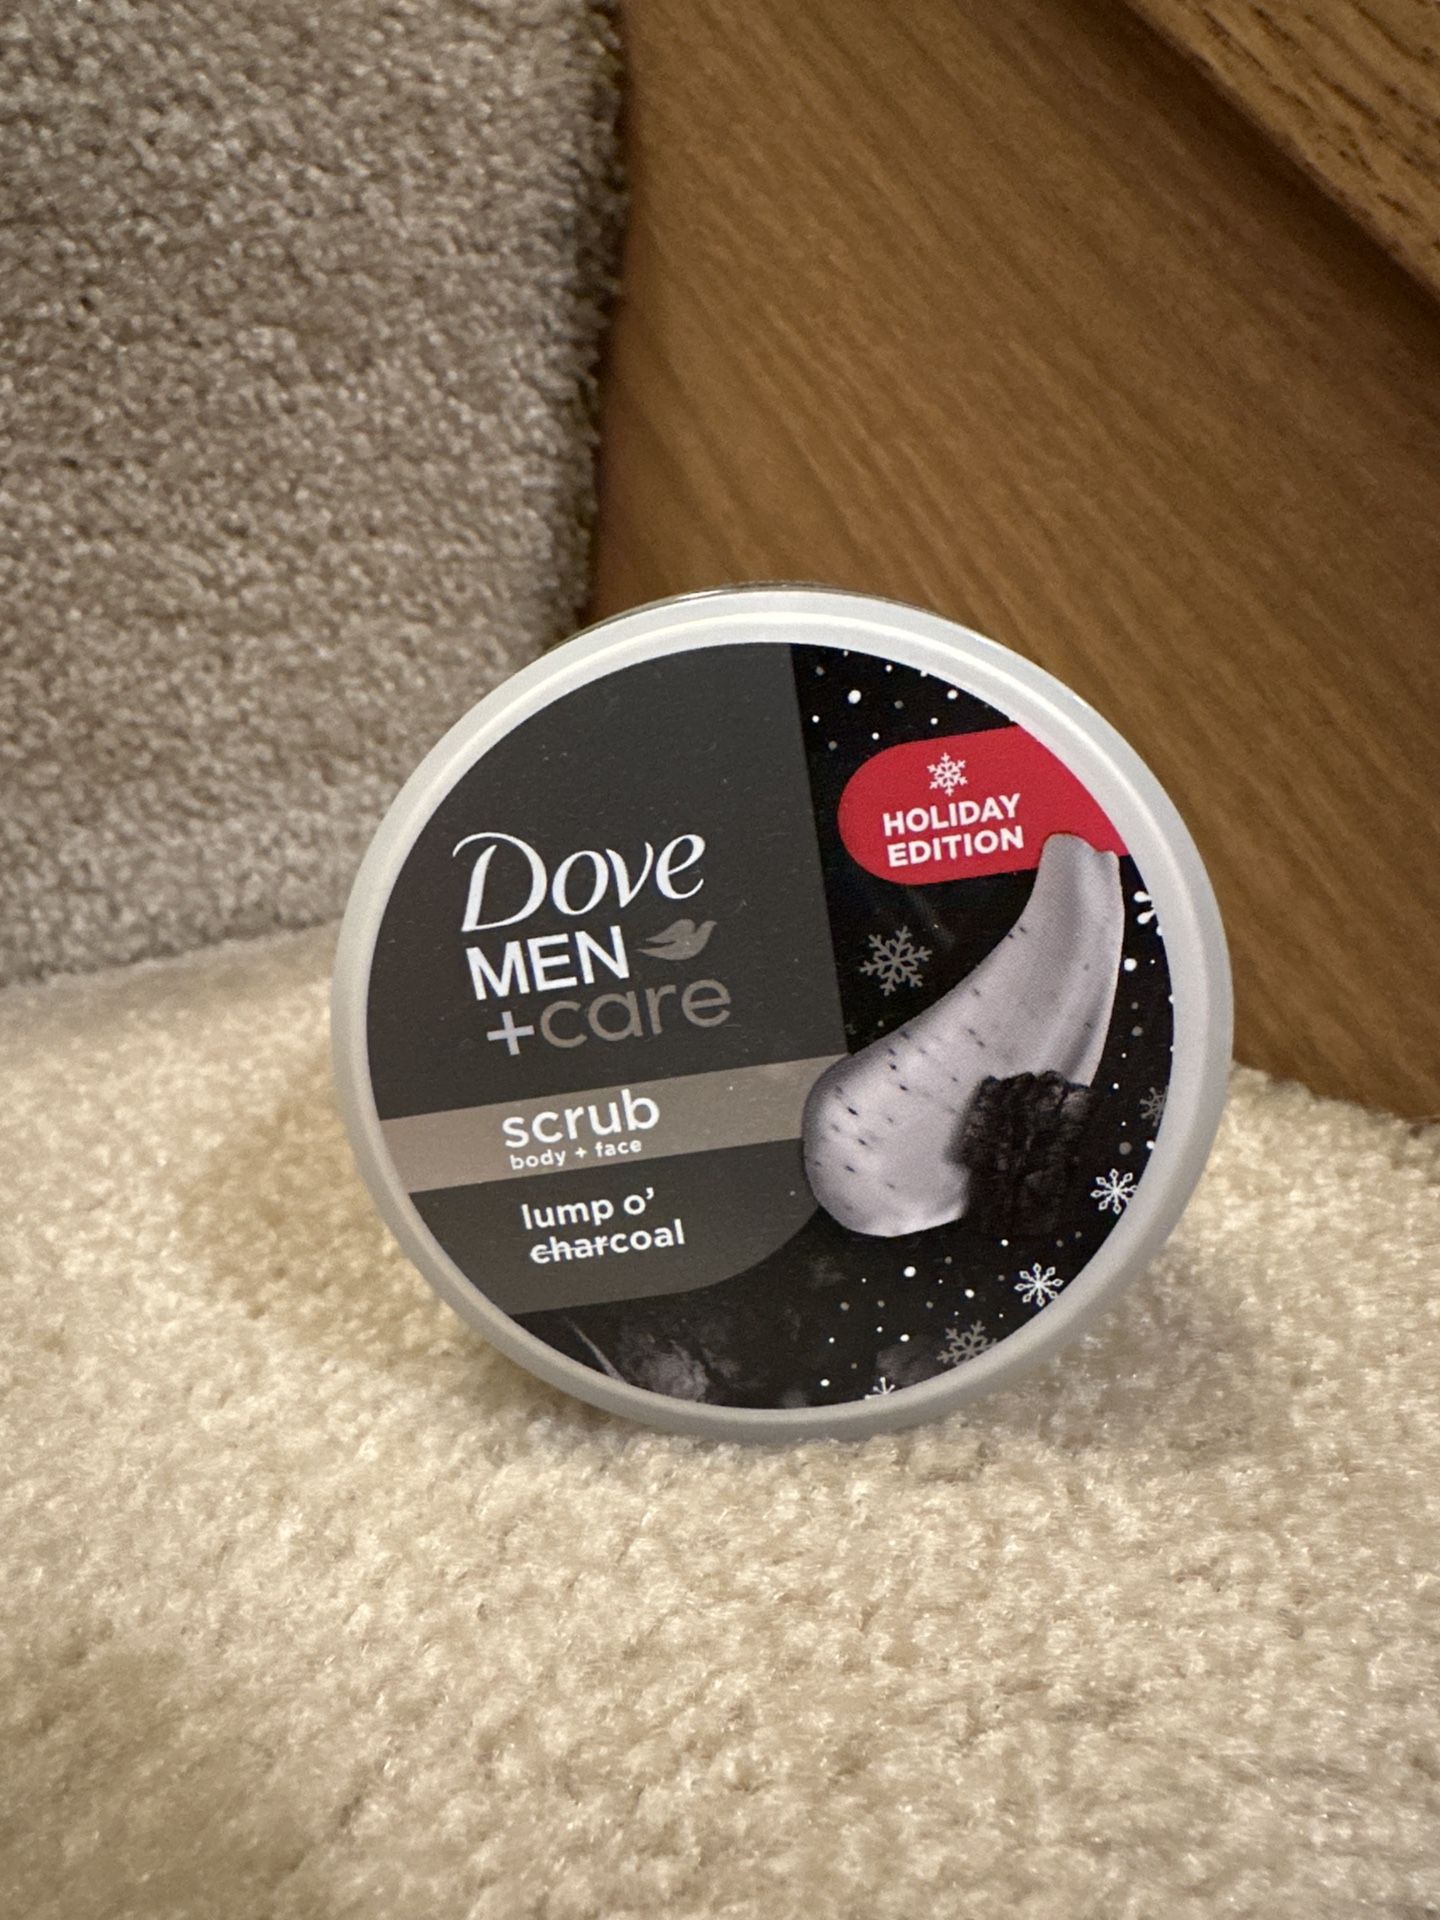 Dove
MEN
+care
scrub
body + face
lump o'
charcoal
HOLIDAY
EDITION